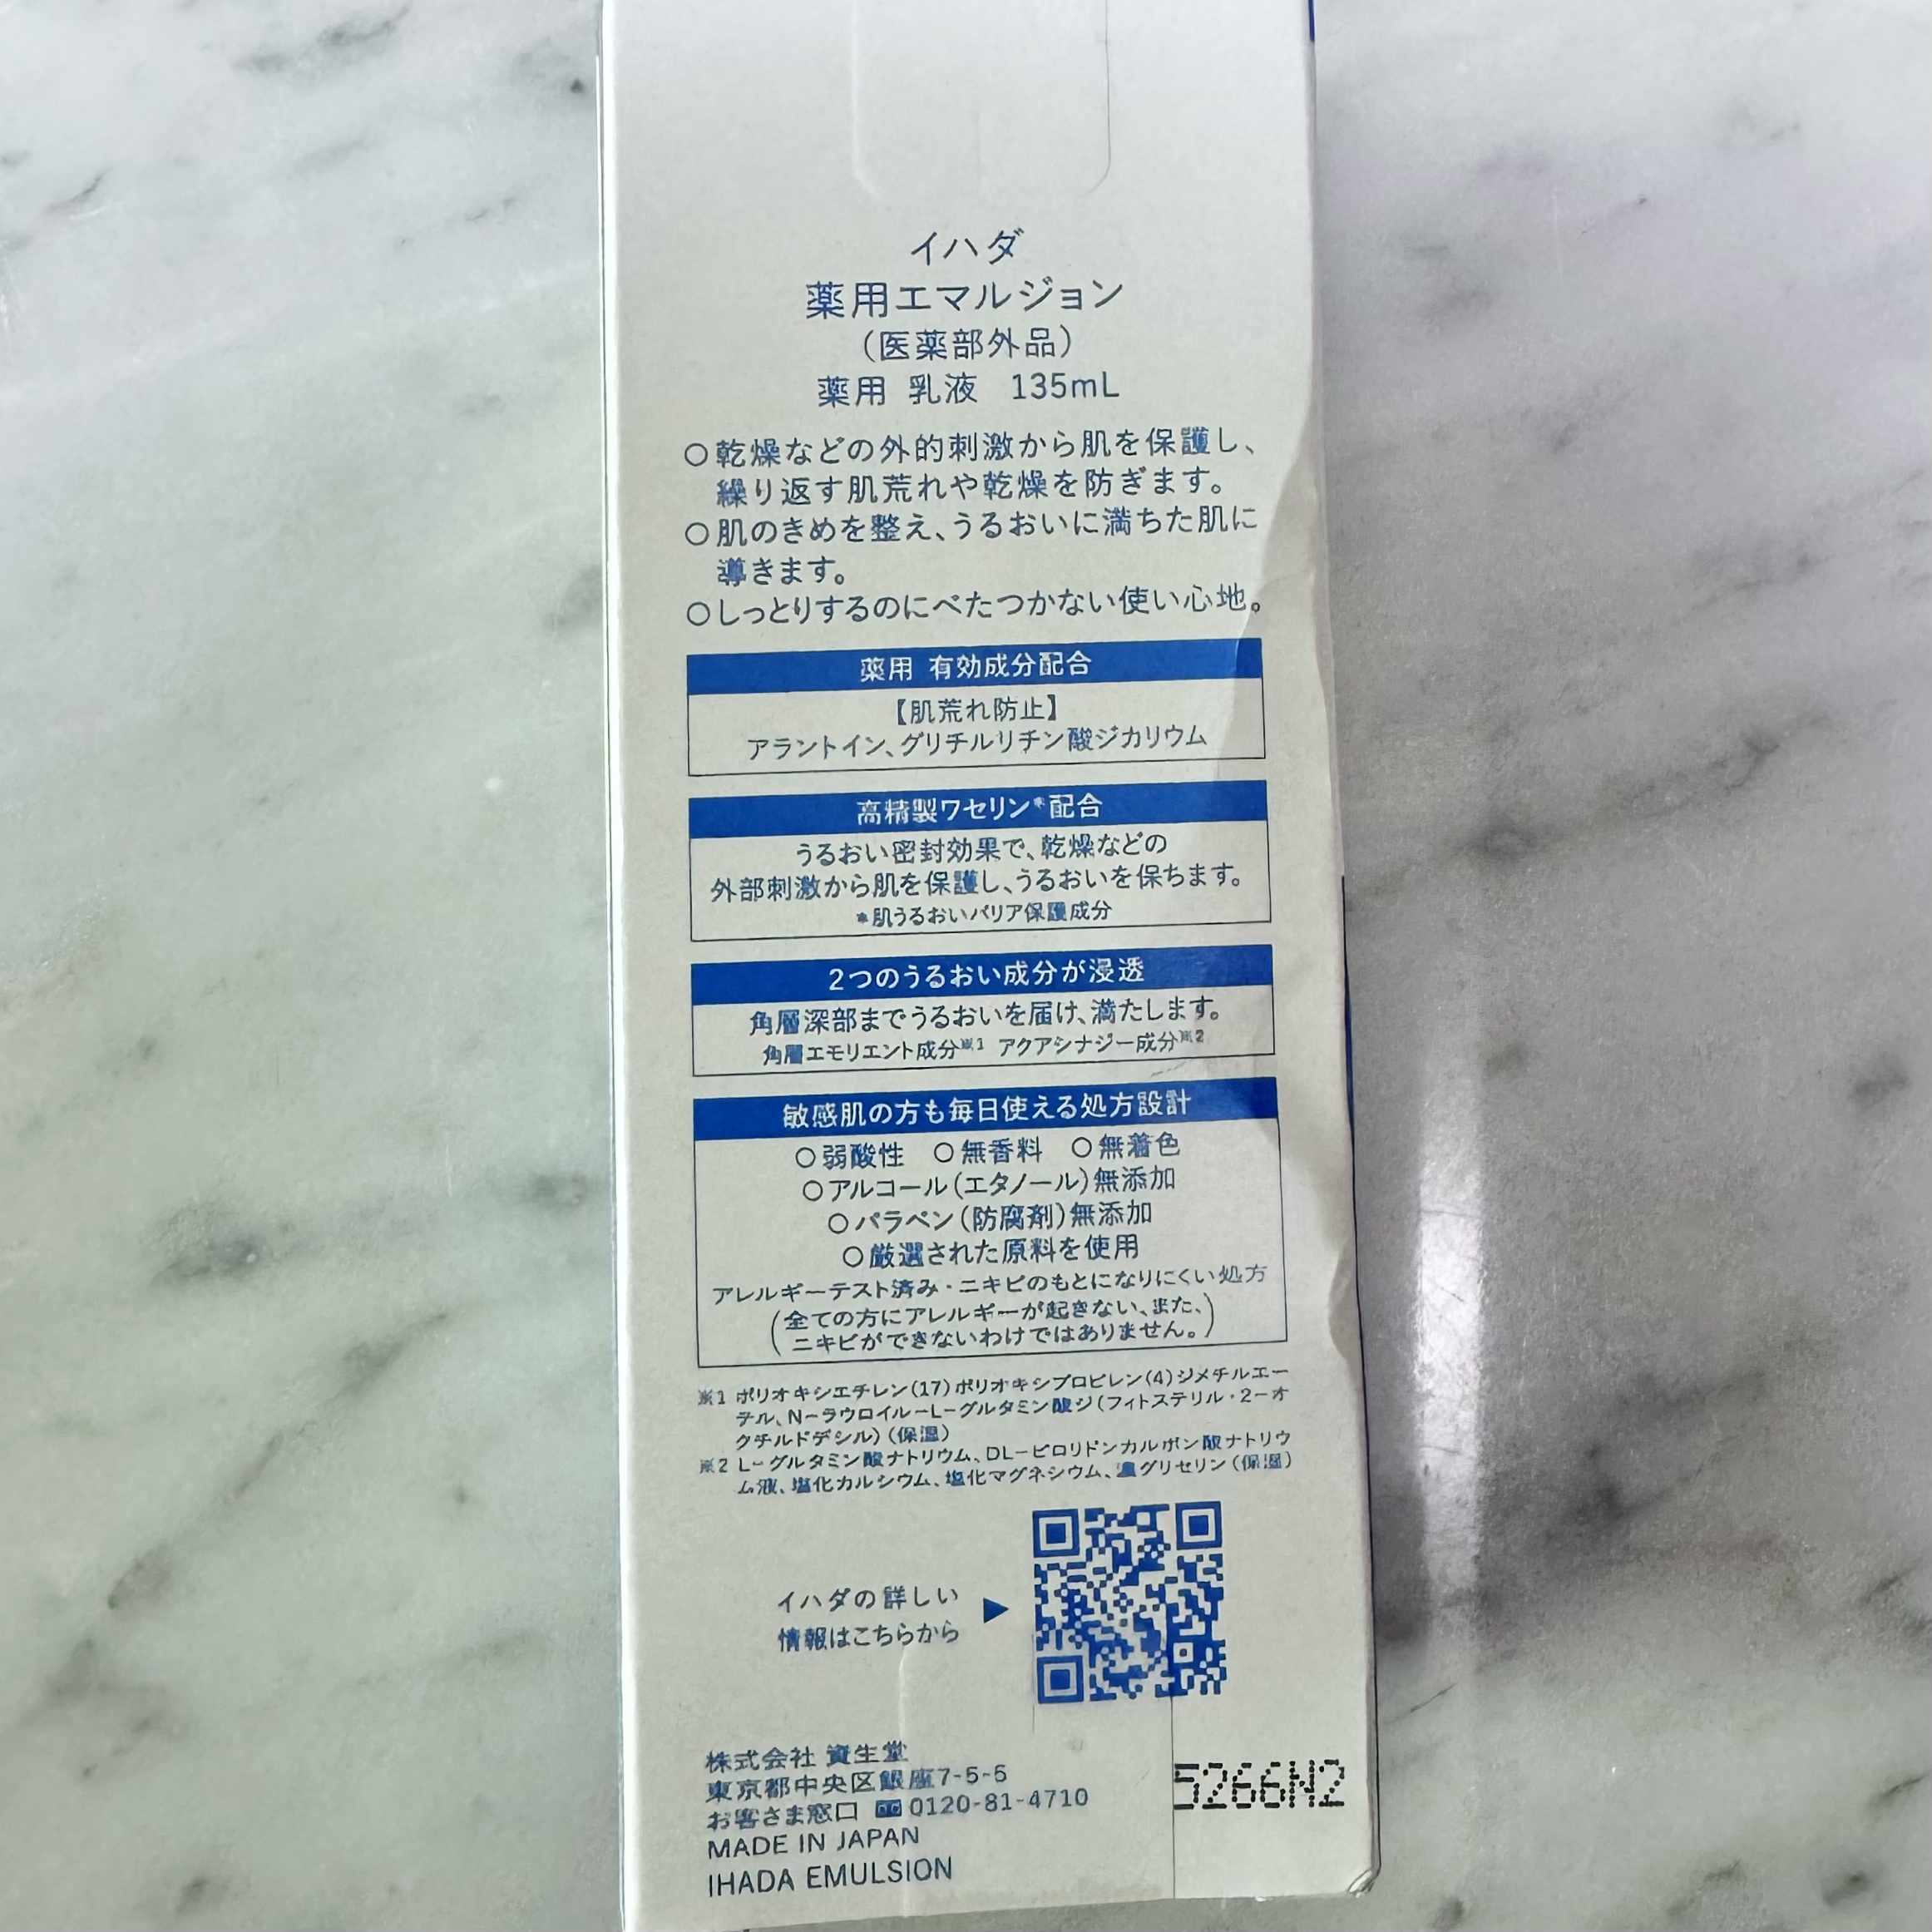 イハダ
薬用エマルジョン
(医薬部外品)
薬用 乳液 135mL
○乾燥などの外的刺激から肌を保護し、
繰り返す肌荒れや乾燥を防ぎます。
○肌のきめを整え、うるおいに満ちた肌に
導きます。
○しっとりするのにべたつかない使い心地。
薬用 有効成分配合
【肌荒れ防止】
アラントイン、グリチルリチン酸ジカリウム
高精製ワセリン*配合
うるおい密封効果で、乾燥などの
外部刺激から肌を保護し、うるおいを保ちます。
*肌うるおいバリア保護成分
2つのうるおい成分が浸透
角層深部までうるおいを届け、満たします。
角層エモリエント成分※1 アクアシナジー成分※2
敏感肌の方も毎日使える処方設計
○弱酸性 ○無香料 ○無着色
○アルコール(エタノール)無添加
○パラベン(防腐剤)無添加
○厳選された原料を使用
アレルギーテスト済み・ニキビのもとになりにくい処方
(全ての方にアレルギーが起きない、また、
ニキビができないわけではありません。)
※1 ポリオキシエチレン(17)ポリオキシプロピレン(4)ジメチルエー
テル、N-ラウロイル-L-グルタミン酸ジ(フィトステリル・2-オ
クチルドデシル)(保湿)
※2 L-グルタミン酸ナトリウム、DL-ピロリドンカルボン酸ナトリウ
ム液、塩化カルシウム、塩化マグネシウム、濃グリセリン(保湿)
イハダの詳しい
情報はこちらから
株式会社 資生堂
東京都中央区銀座7-5-5
お客さま窓口 0120-81-4710
MADE IN JAPAN
IHADA EMULSION
5266N2